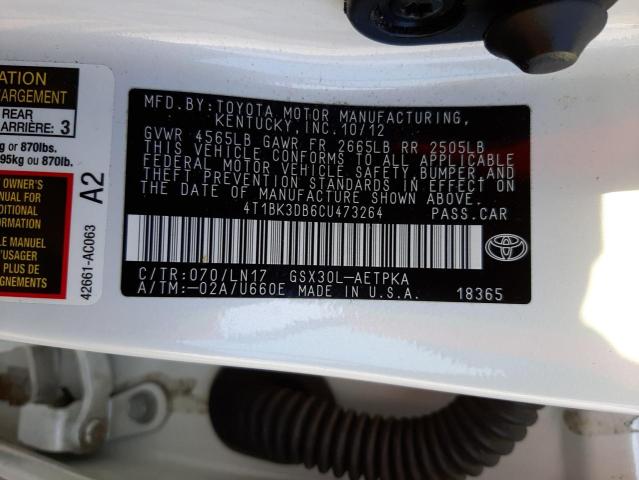 MFD. BY: TOYOTA MOTOR MANUFACTURING,
KENTUCKY, INC. 10/12
GVWR 4565LB GAWR FR 2665LB RR 2505LB
THIS VEHICLE CONFORMS TO ALL APPLICABLE
FEDERAL MOTOR VEHICLE SAFETY, BUMPER, AND
THEFT PREVENTION STANDARDS IN EFFECT ON
THE DATE OF MANUFACTURE SHOWN ABOVE.
4T1BK3DB6CU473264 PASS.CAR
C/TR: 070/LN17 GSX30L-AETPKA
A/TM: -02A/U660E MADE IN U.S.A. 18365
ATION
ARGEMENT
REAR
ARRIÈRE: 3
g or 870lbs.
95kg ou 870lb.
OWNER'S
NUAL FOR
DITIONAL
ORMATION
LE MANUEL
POUR
PLUS DE
GNEMENTS
A2
42661-AC063